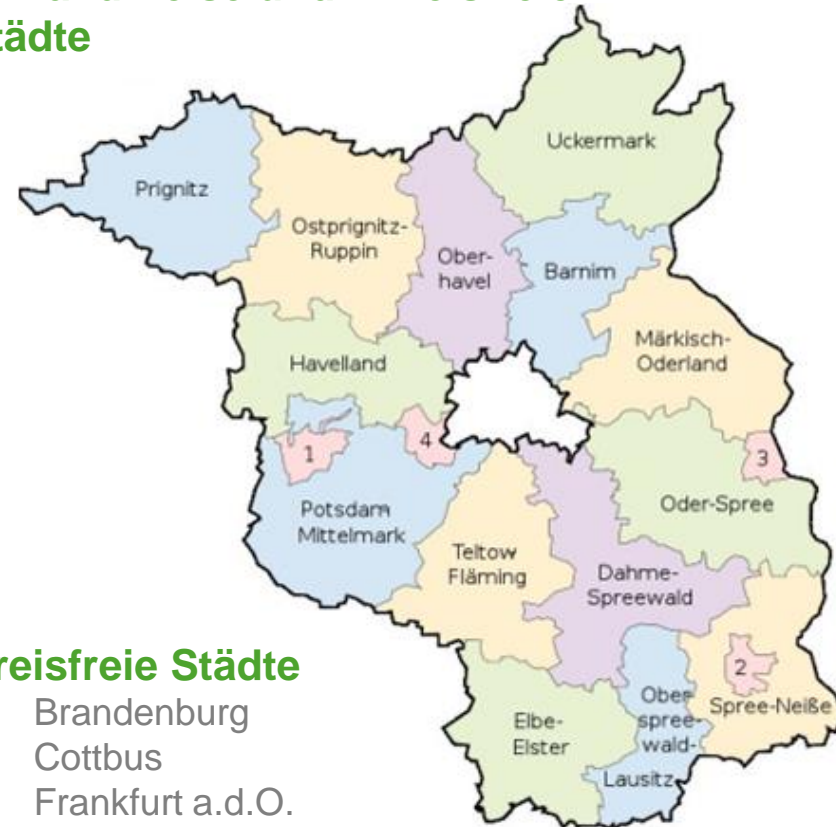 tädte
Uckermark
Prignitz
Ostprignitz-
Ruppin
Ober-
havel
Barnim
Märkisch-
Oderland
Havelland
1
4
3
Oder-Spree
Potsdam
Mittelmark
Teltow
Fläming
Dahme-
Spreewald
2
Spree-Neiße
Ober
spree-
wald-
Lausitz
Elbe-
Elster
reisfreie Städte
Brandenburg
Cottbus
Frankfurt a.d.O.